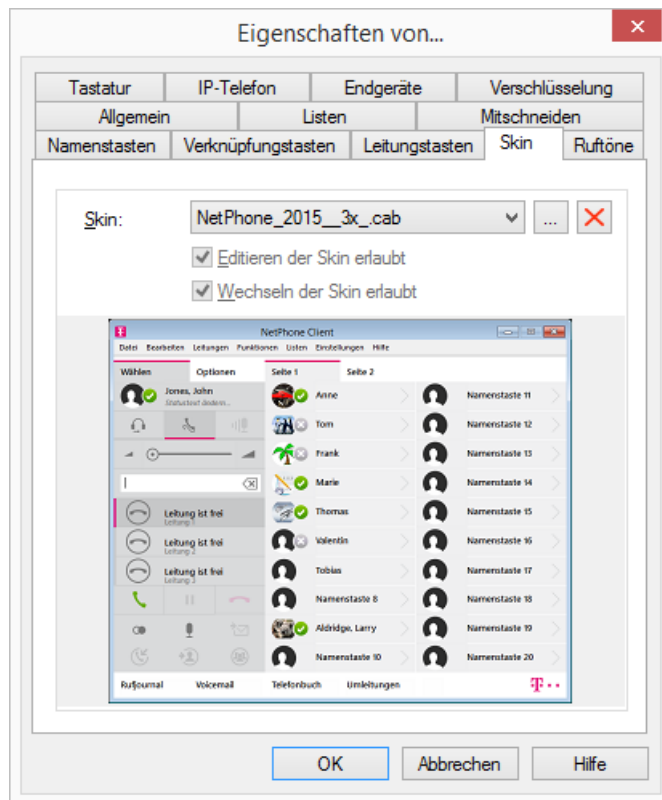 Eigenschaften von...
Tastatur IP-Telefon Endgeräte Verschlüsselung
Allgemein Listen Mitschneiden
Namenstasten Verknüpfungstasten Leitungstasten Skin Ruftöne
Skin: NetPhone_2015__3x_.cab ...
Editieren der Skin erlaubt
Wechseln der Skin erlaubt
NetPhone Client
Datei Bearbeiten Leitungen Funktionen Listen Einstellungen Hilfe
Wählen Optionen Seite 1 Seite 2
Jones, John
Statustext ändern...
Anne Namenstaste 11
Tom Namenstaste 12
Frank Namenstaste 13
Marie Namenstaste 14
Leitung ist frei Thomas Namenstaste 15
Leitung 1
Leitung ist frei Valentin Namenstaste 16
Leitung 2
Leitung ist frei Tobias Namenstaste 17
Leitung 3
Namenstaste 8 Namenstaste 18
Aldridge, Larry Namenstaste 19
Namenstaste 10 Namenstaste 20
Rufjournal Voicemail Telefonbuch Umleitungen T
OK Abbrechen Hilfe